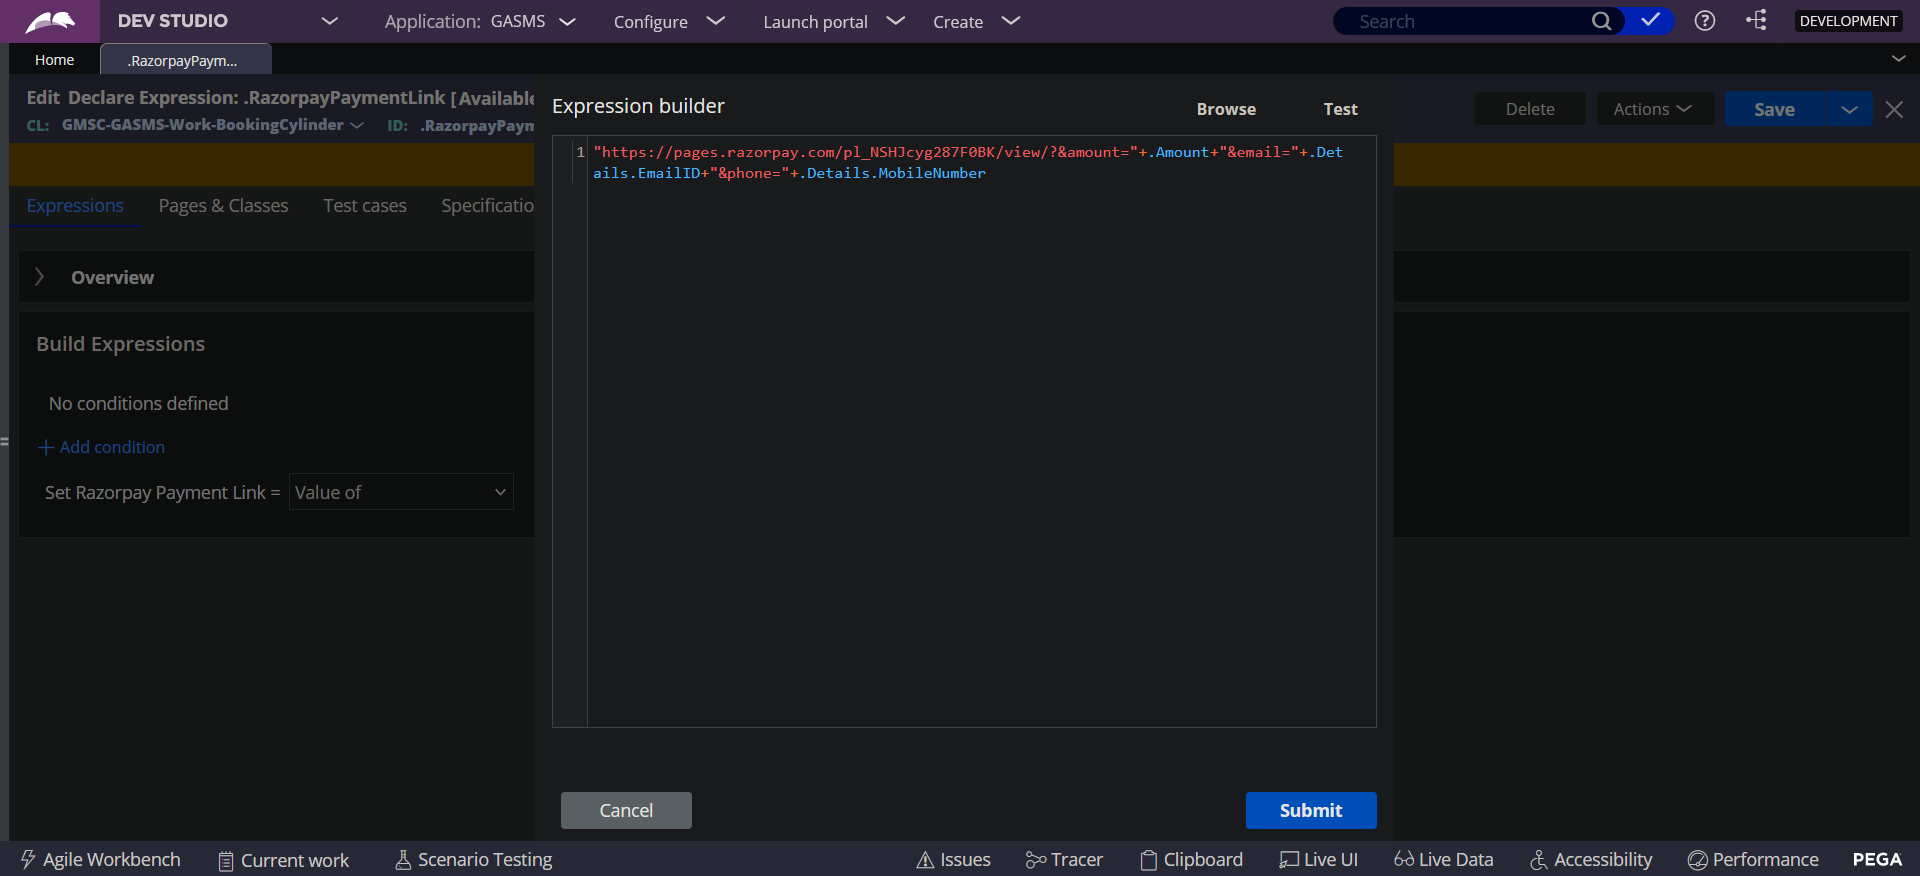 DEV STUDIO
Application: GASMS
Configure
Launch portal
Create
Search
DEVELOPMENT
Home
.RazorpayPaym...
Edit Declare Expression: .RazorpayPaymentLink [Available
CL: GMSC-GASMS-Work-BookingCylinder ID: .RazorpayPaym
Delete
Actions
Save
Expressions
Pages & Classes
Test cases
Specificatio
Overview
Build Expressions
No conditions defined
Add condition
Set Razorpay Payment Link = Value of
Expression builder
Browse
Test
1 "https://pages.razorpay.com/pl_NSHJcyg287F0BK/view/?&amount="+.Amount+"&email="+.Det
ails.EmailID+"&phone="+.Details.MobileNumber
Cancel
Submit
Agile Workbench
Current work
Scenario Testing
Issues
Tracer
Clipboard
Live UI
Live Data
Accessibility
Performance
PEGA